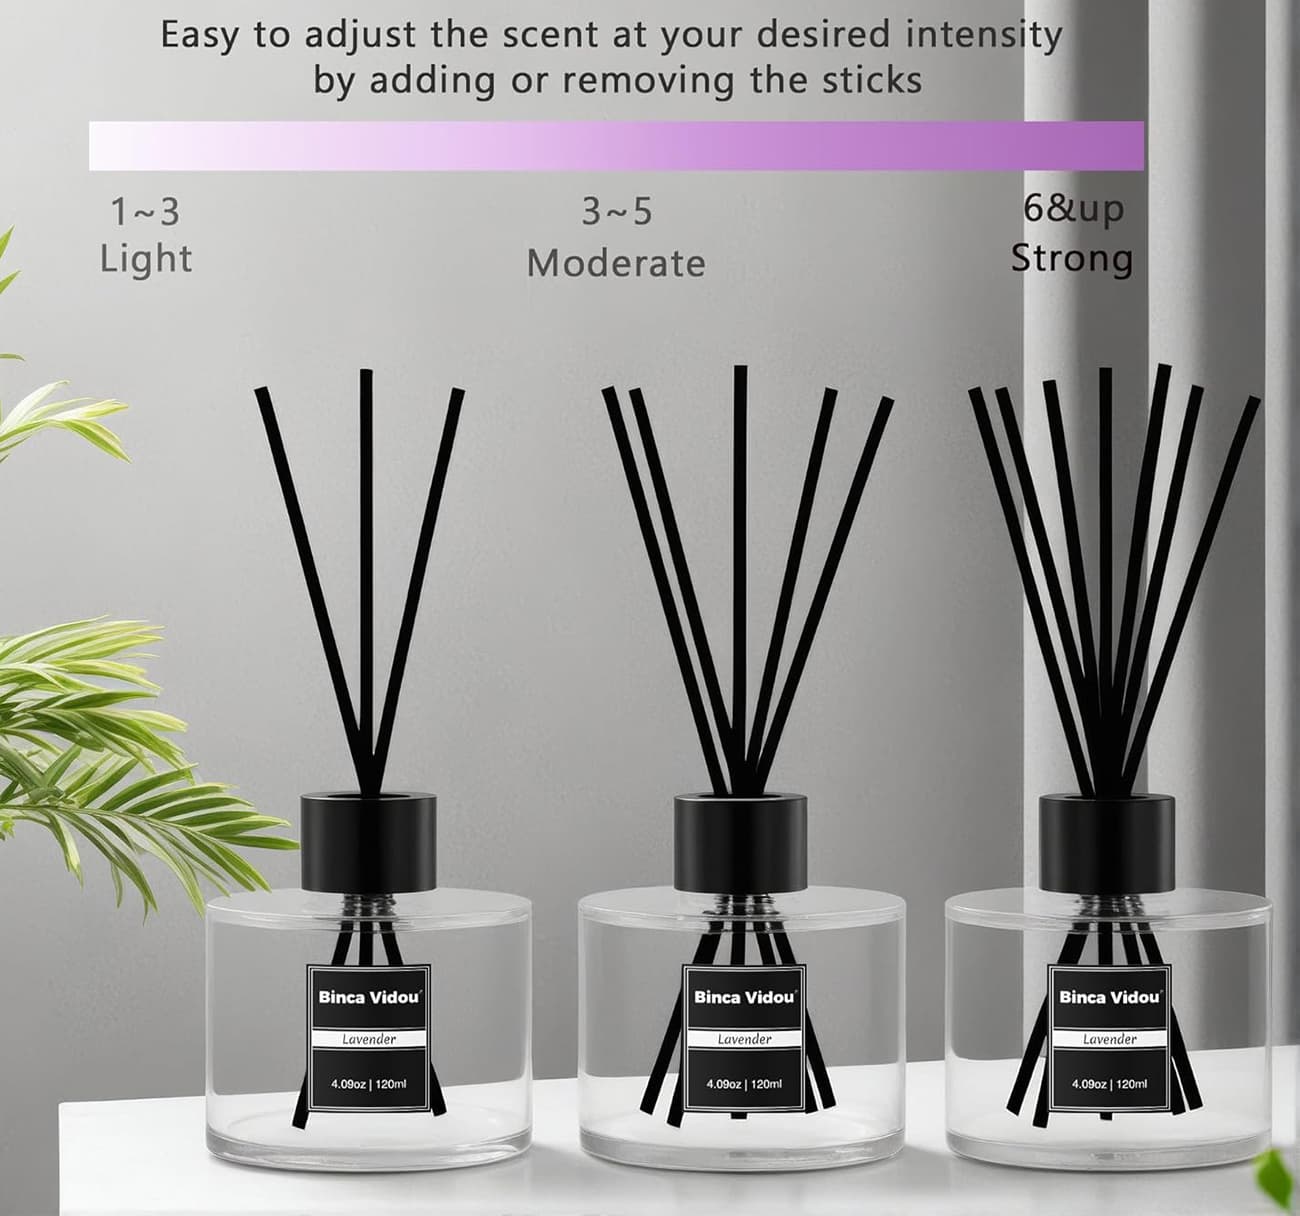 Easy to adjust the scent at your desired intensity
by adding or removing the sticks
1~3
Light
3~5
Moderate
6&up
Strong
Binca Vidou
Lavender
4.09oz | 120ml
Binca Vidou
Lavender
4.09oz | 120ml
Binca Vidou
Lavender
4.09oz | 120ml